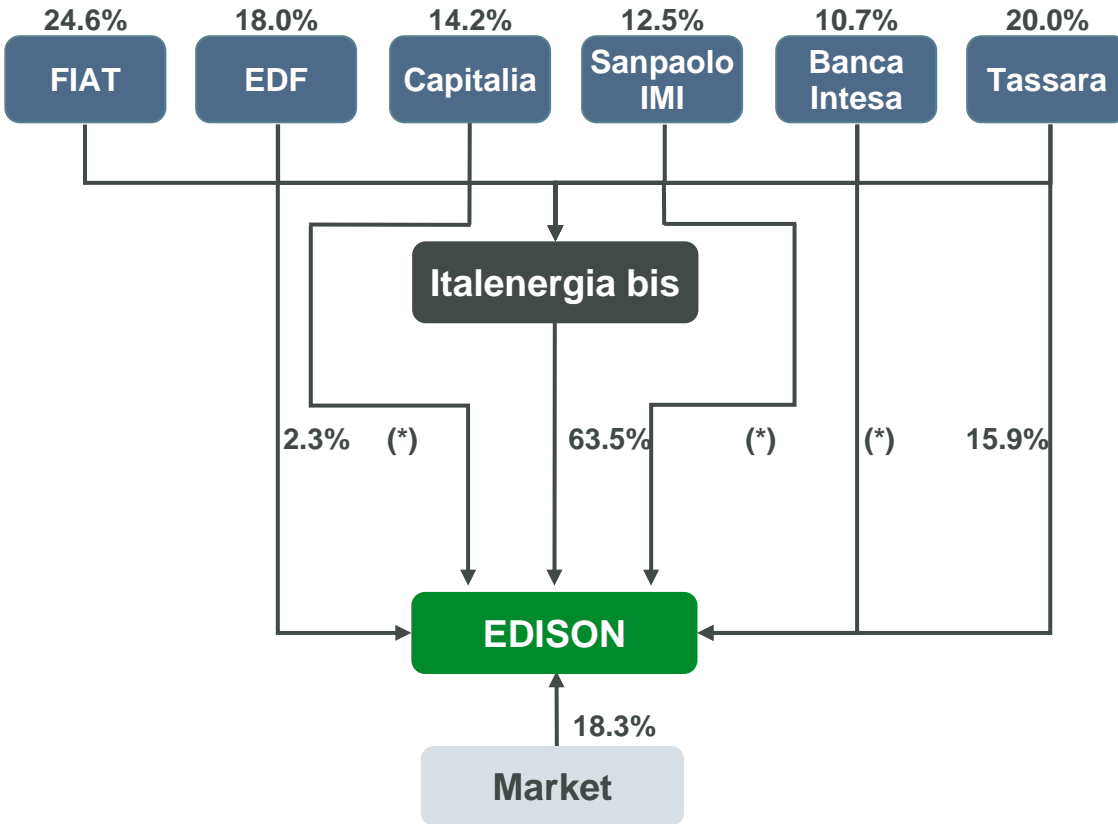 24.6% 18.0% 14.2% 12.5% 10.7% 20.0%
FIAT EDF Capitalia Sanpaolo IMI Banca Intesa Tassara
Italenergia bis
2.3% (*) 63.5% (*) (*) 15.9%
EDISON
18.3%
Market